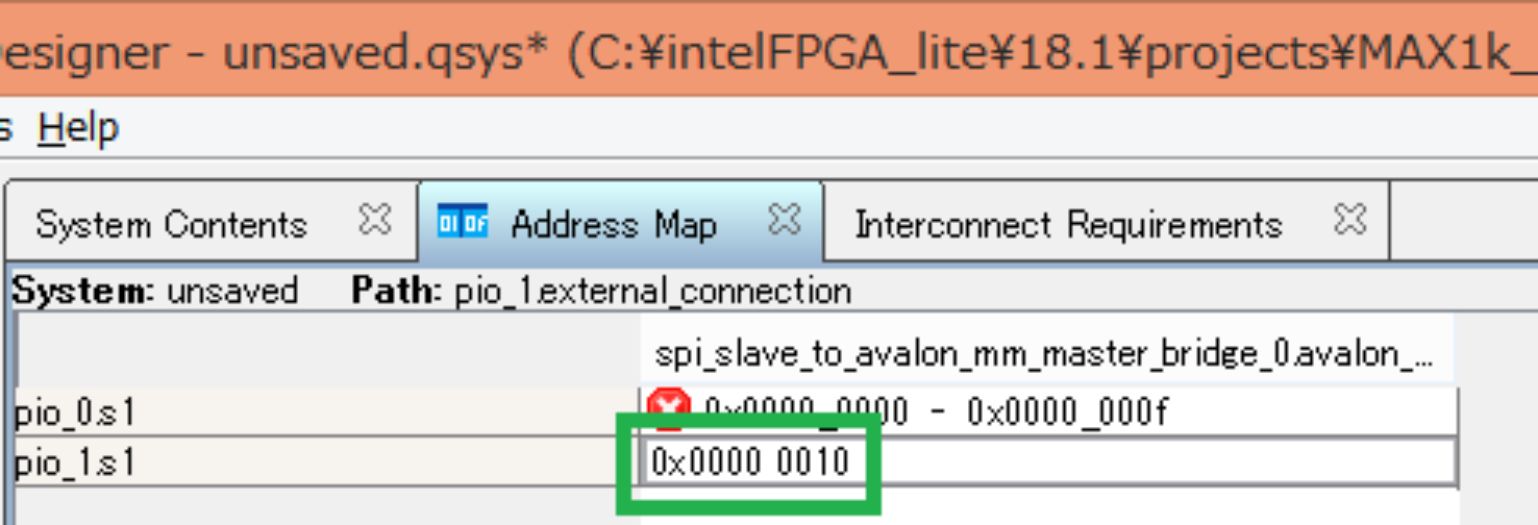 esigner - unsaved.qsys* (C:¥intelFPGA_lite¥18.1¥projects¥MAX1k_
s Help
System Contents Address Map Interconnect Requirements
System: unsaved Path: pio_1.external_connection
spi_slave_to_avalon_mm_master_bridge_0.avalon_...
pio_0.s1 0x0000_0000 - 0x0000_000f
pio_1.s1 0x0000 0010